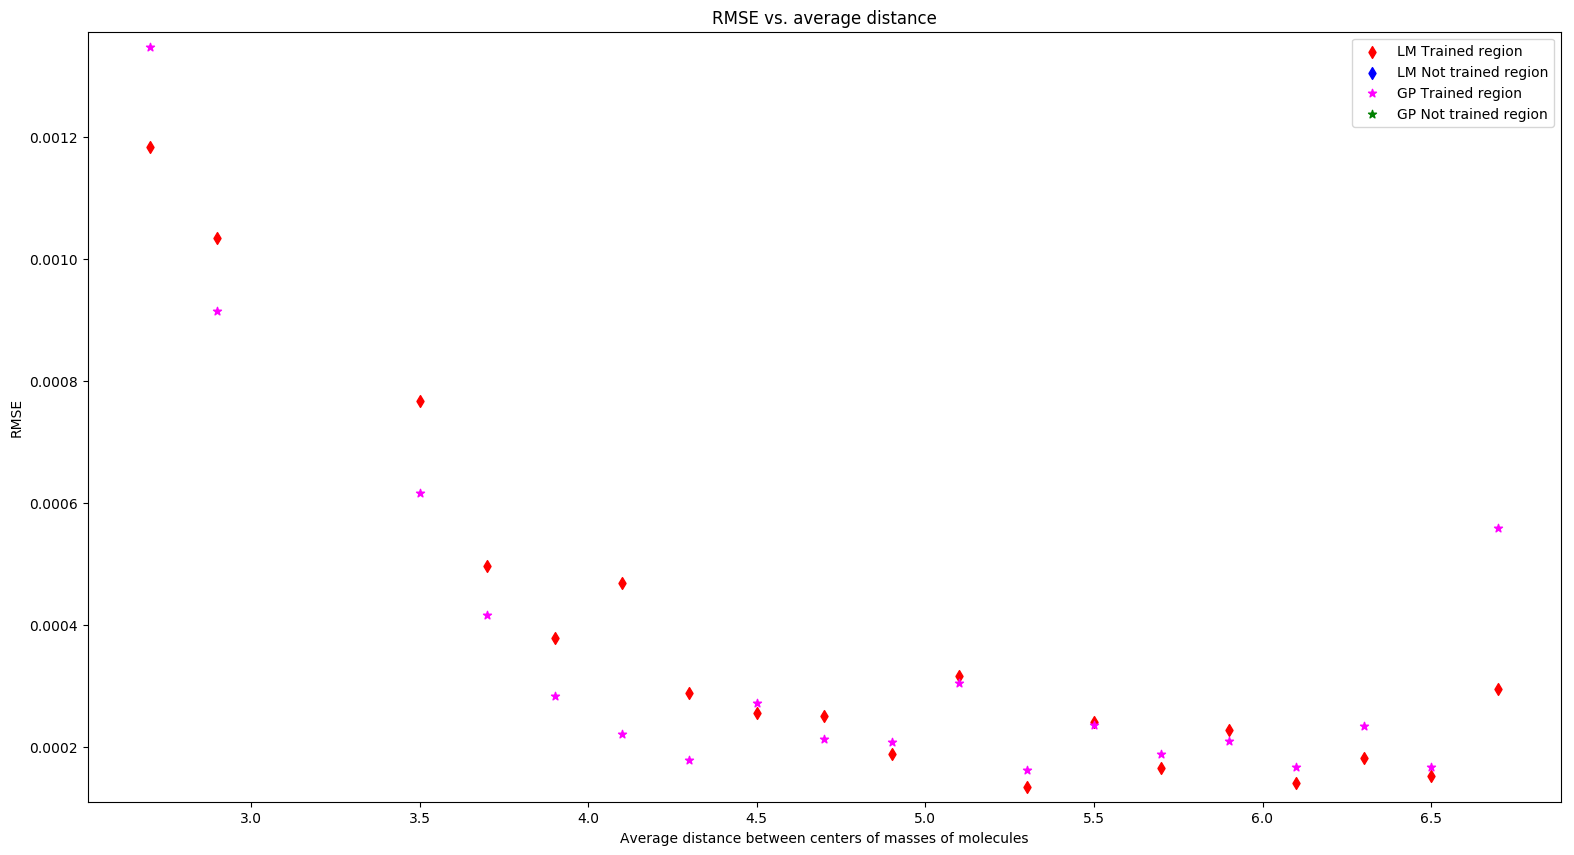 RMSE vs. average distance
LM Trained region
LM Not trained region
GP Trained region
GP Not trained region
0.0012
0.0010
0.0008
0.0006
0.0004
0.0002
RMSE
3.0 3.5 4.0 4.5 5.0 5.5 6.0 6.5
Average distance between centers of masses of molecules